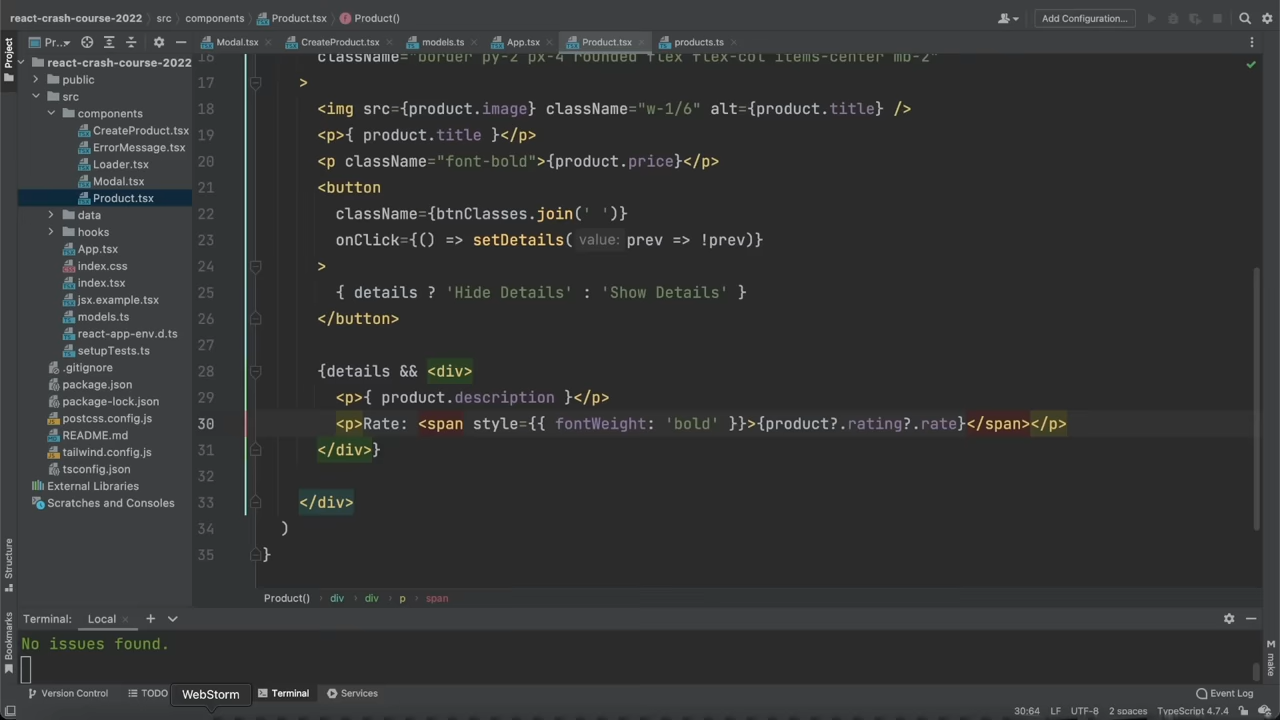 react-crash-course-2022 src components Product.tsx Product() Add Configuration...
Project
Pr... Modal.tsx CreateProduct.tsx models.ts App.tsx Product.tsx products.ts
react-crash-course-2022
public
src
components
CreateProduct.tsx
ErrorMessage.tsx
Loader.tsx
Modal.tsx
Product.tsx
data
hooks
App.tsx
index.css
index.tsx
jsx.example.tsx
models.ts
react-app-env.d.ts
setupTests.ts
.gitignore
package.json
package-lock.json
postcss.config.js
README.md
tailwind.config.js
tsconfig.json
External Libraries
Scratches and Consoles
16 className="border py-2 px-4 rounded flex flex-col items-center mb-2"
17 >
18 <img src={product.image} className="w-1/6" alt={product.title} />
19 <p>{ product.title }</p>
20 <p className="font-bold">{product.price}</p>
21 <button
22 className={btnClasses.join(' ')}
23 onClick={() => setDetails( value: prev => !prev)}
24 >
25 { details ? 'Hide Details' : 'Show Details' }
26 </button>
27
28 {details && <div>
29 <p>{ product.description }</p>
30 <p>Rate: <span style={{ fontWeight: 'bold' }}>{product?.rating?.rate}</span></p>
31 </div>}
32
33 </div>
34 )
35 }
Product() div div p span
Structure
Bookmarks
make
Terminal: Local
No issues found.
Version Control TODO WebStorm Terminal Services Event Log
30:64 LF UTF-8 2 spaces TypeScript 4.7.4